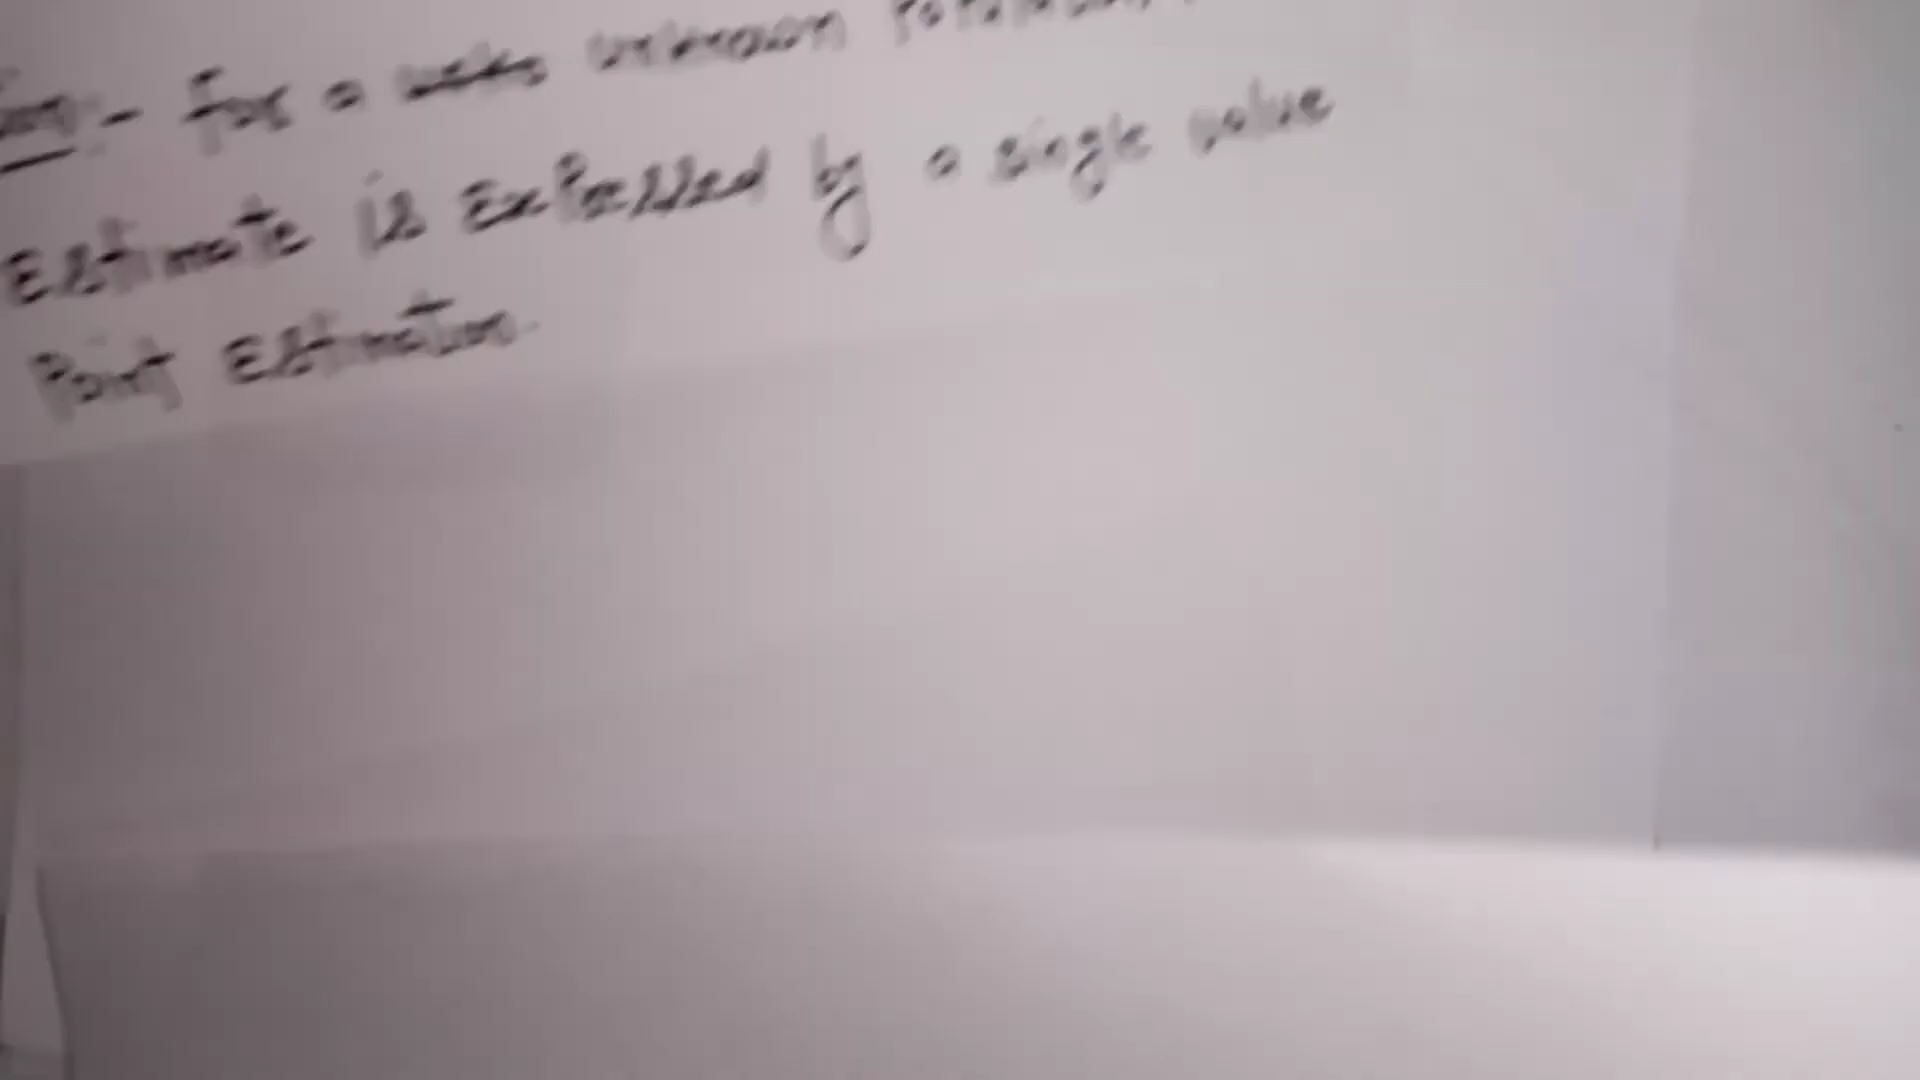 :- For a unknown
Estimate is Expressed by a single value
Point Estimation.